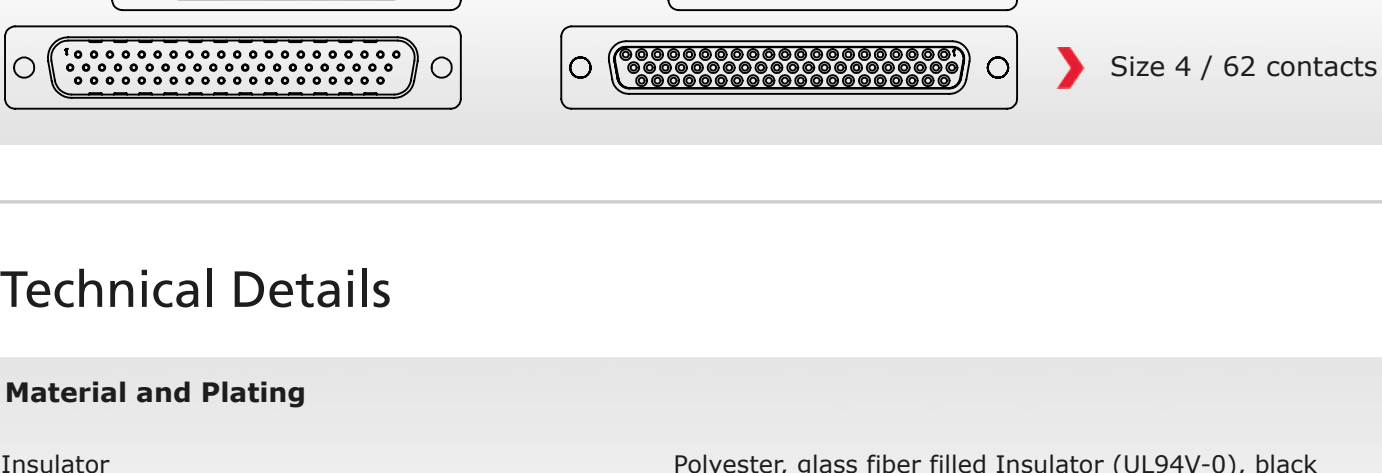 Size 4 / 62 contacts
Technical Details
Material and Plating
Insulator Polyester, glass fiber filled Insulator (UL94V-0), black